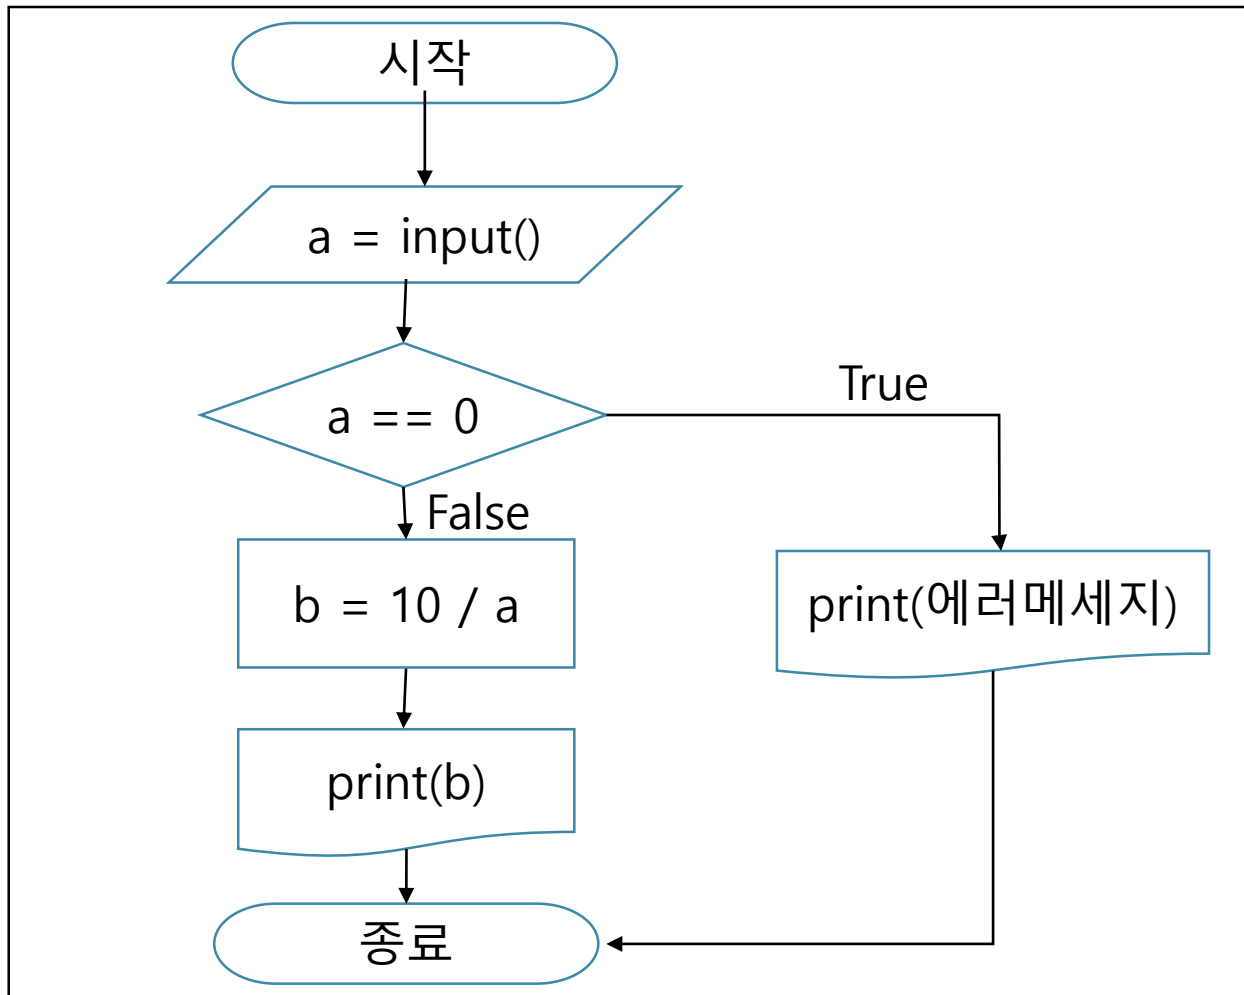 시작
a = input()
a == 0
True
False
b = 10 / a
print(에러메세지)
print(b)
종료